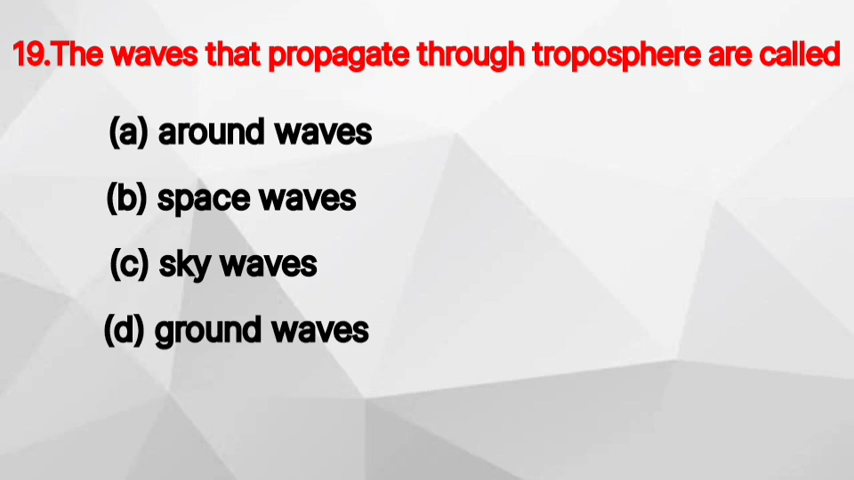 19.The waves that propagate through troposphere are called
(a) around waves
(b) space waves
(c) sky waves
(d) ground waves